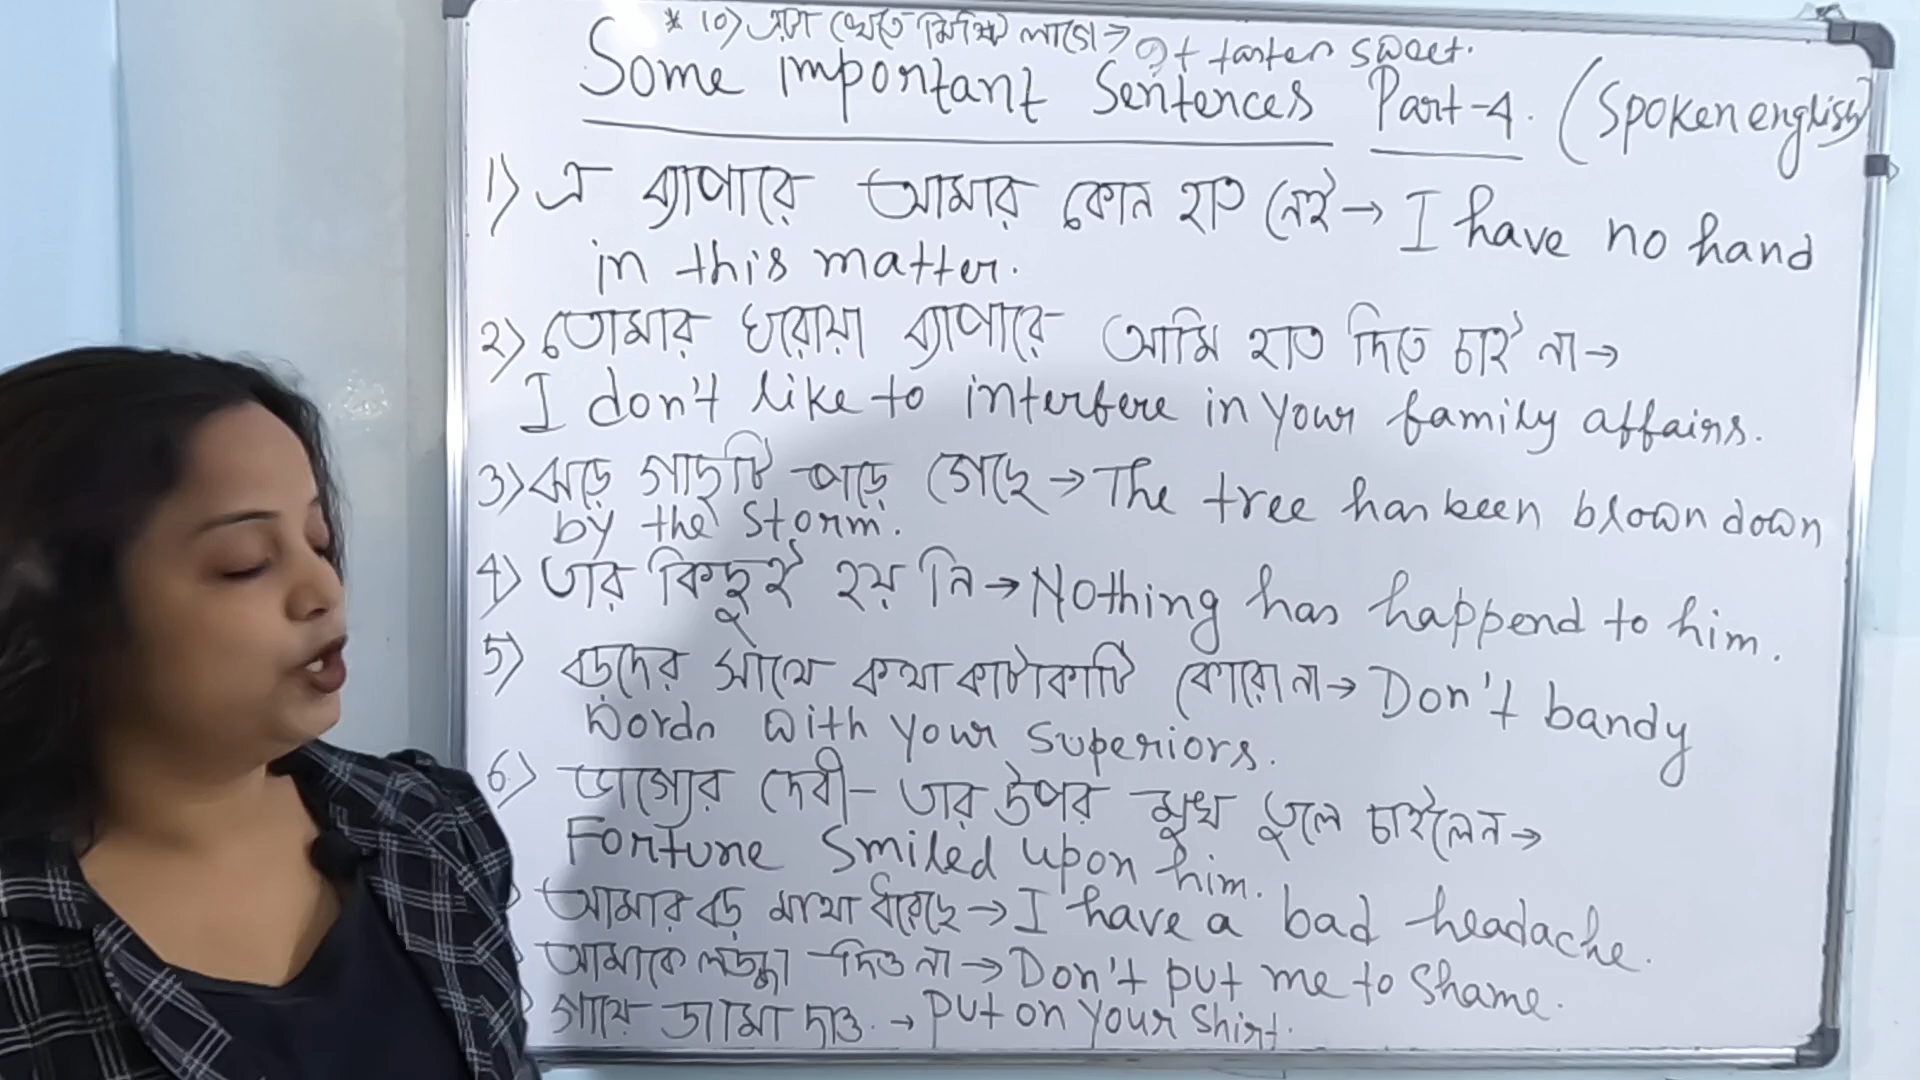 * 10) এটা খেতে মিষ্টি লাগে → It tastes sweet.
Some important Sentences Part-4. (Spoken english)
1) এ ব্যাপারে আমার কোন হাত নেই → I have no hand
in this matter.
2) তোমার ঘরোয়া ব্যাপারে আমি হাত দিতে চাই না →
I don't like to interfere in your family affairs.
3) ঝড়ে গাছটি পড়ে গেছে → The tree has been blown down
by the storm.
4) তার কিছুই হয় নি → Nothing has happend to him.
5) বড়দের সাথে কথা কাটাকাটি কোরো না → Don't bandy
words with your superiors.
6) ভাগ্যের দেবী তার উপর মুখ তুলে চাইলেন →
Fortune smiled upon him.
) আমার বড় মাথা ধরেছে → I have a bad headache.
) আমাকে লজ্জা দিও না → Don't put me to shame.
) গায়ে জামা দাও. → put on your shirt.